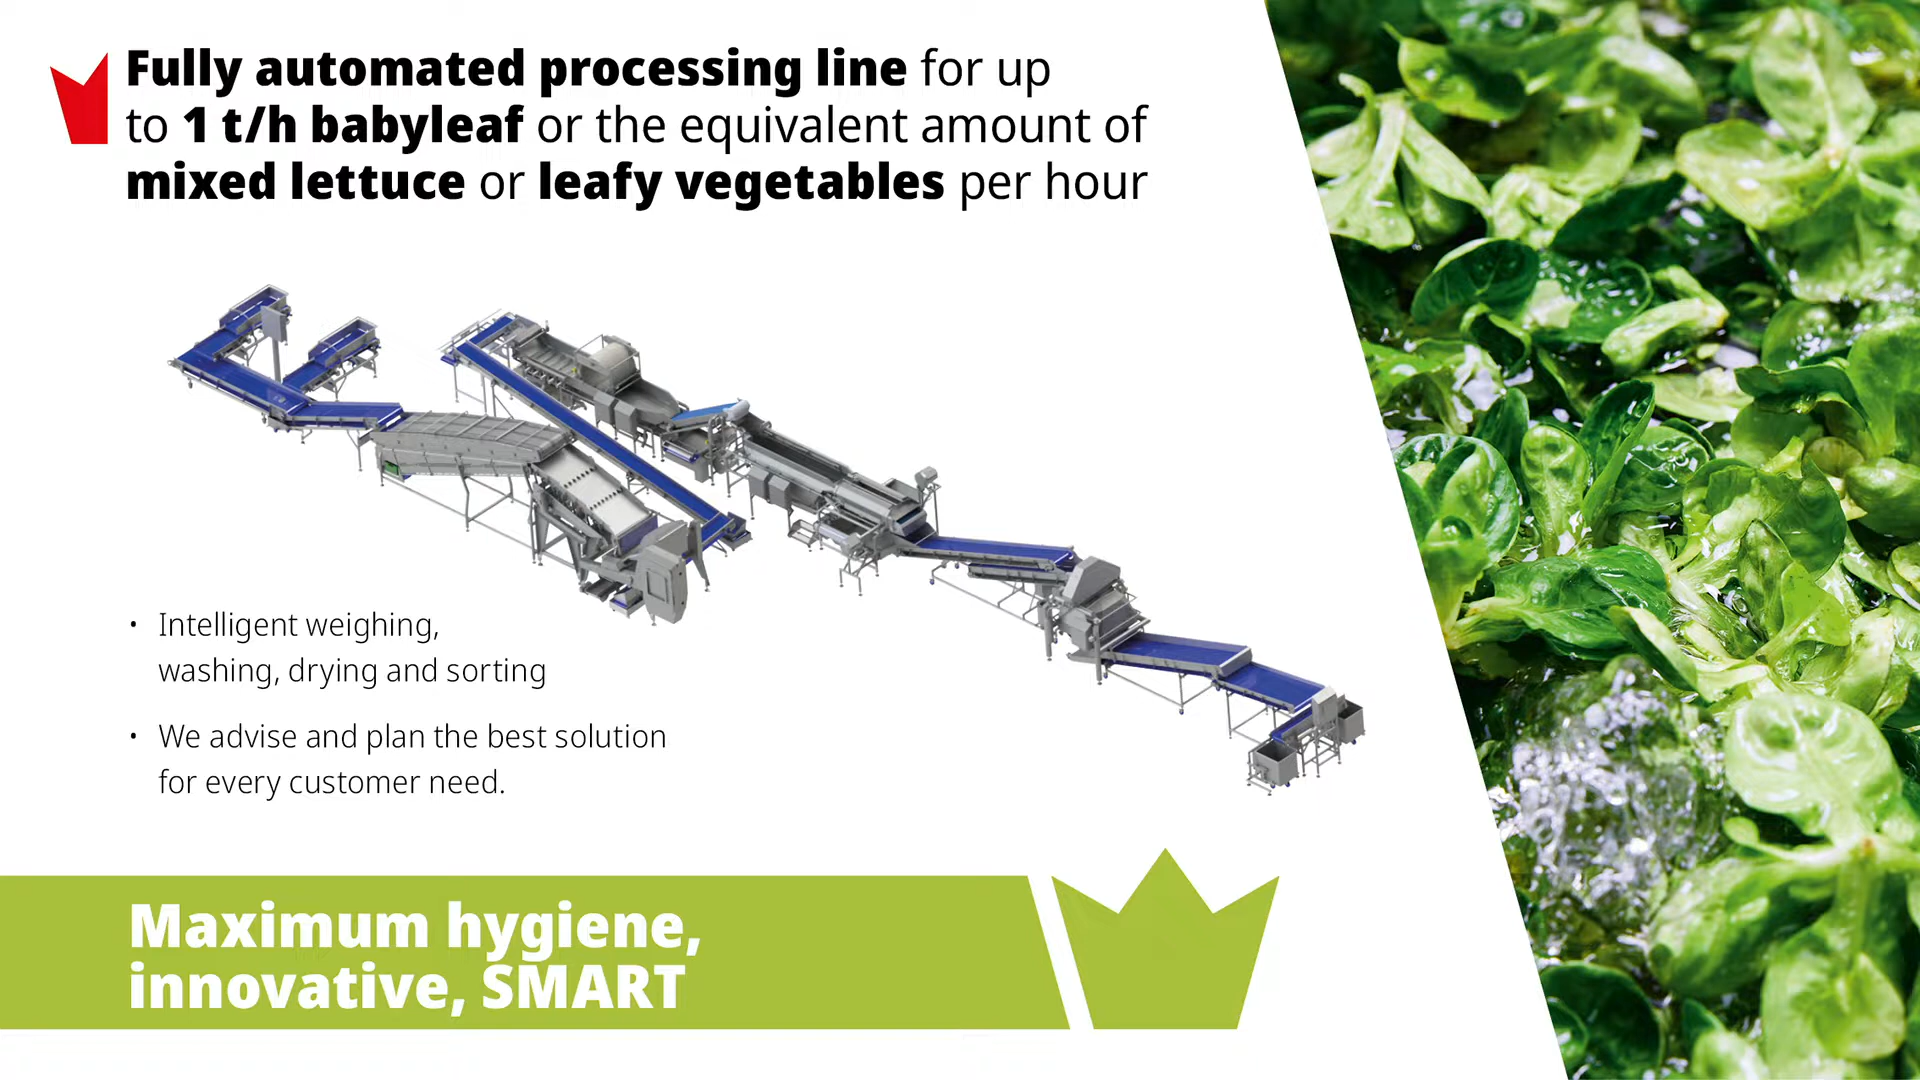 Fully automated processing line for up
to 1 t/h babyleaf or the equivalent amount of
mixed lettuce or leafy vegetables per hour
• Intelligent weighing,
washing, drying and sorting
• We advise and plan the best solution
for every customer need.
Maximum hygiene,
innovative, SMART